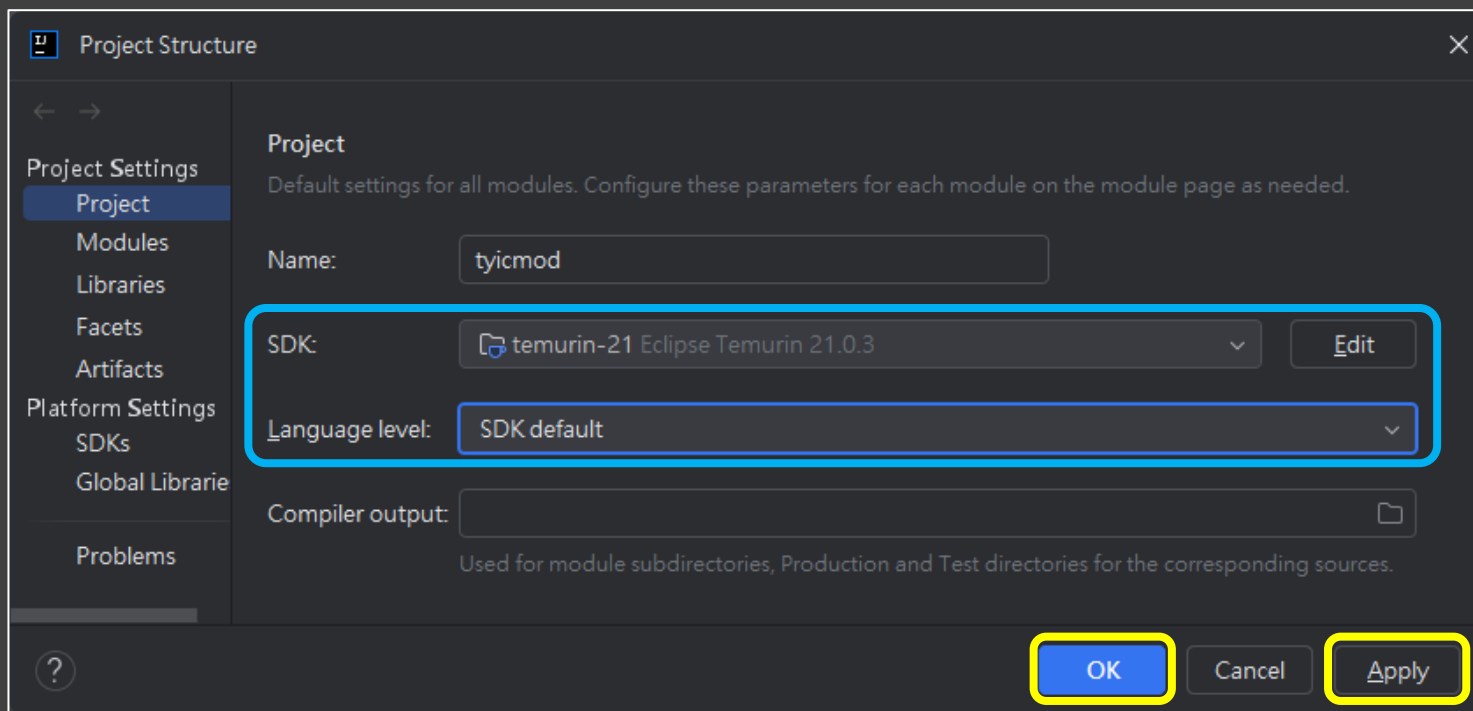 Project Structure
Project Settings
Project
Modules
Libraries
Facets
Artifacts
Platform Settings
SDKs
Global Librarie
Problems
Project
Default settings for all modules. Configure these parameters for each module on the module page as needed.
Name: tyicmod
SDK: temurin-21 Eclipse Temurin 21.0.3 Edit
Language level: SDK default
Compiler output:
Used for module subdirectories, Production and Test directories for the corresponding sources.
? OK Cancel Apply